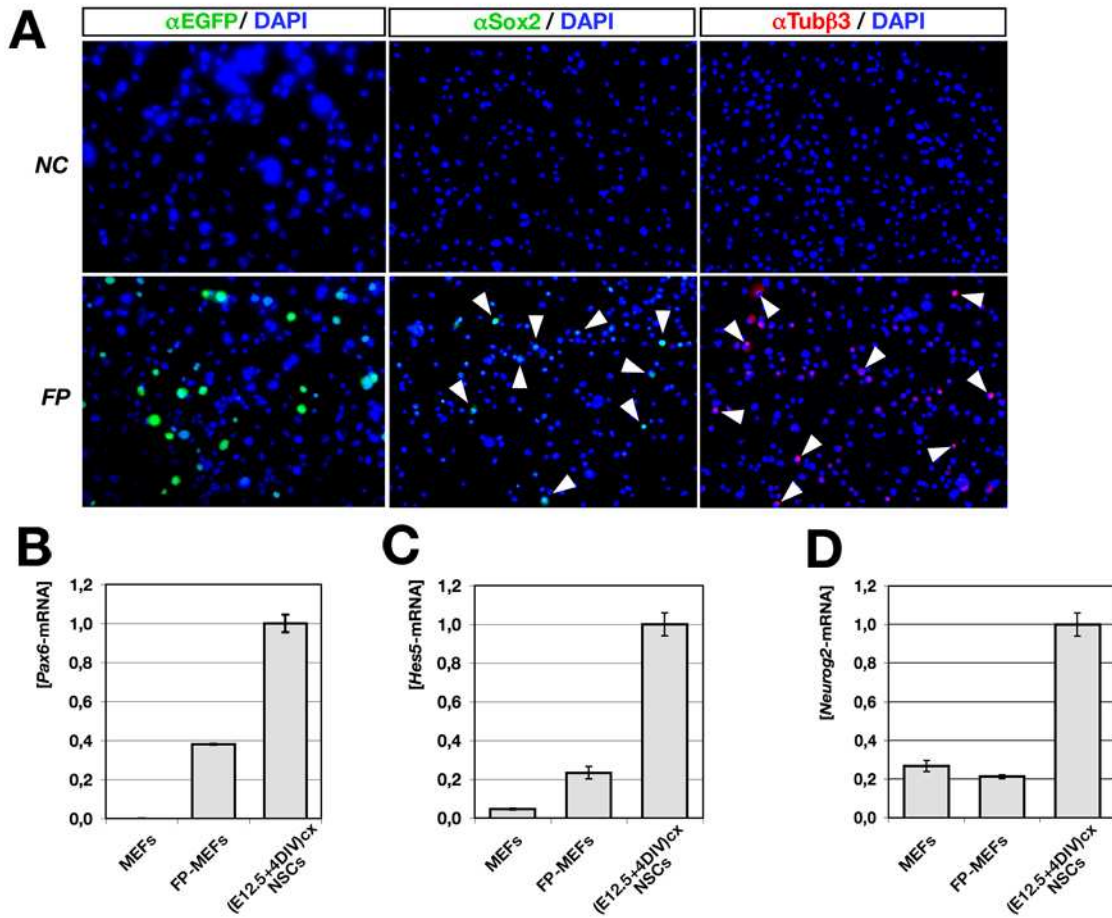 A
αEGFP / DAPI
αSox2 / DAPI
αTubβ3 / DAPI
NC
FP
B
[Pax6-mRNA]
1,2
1,0
0,8
0,6
0,4
0,2
0,0
MEFs
FP-MEFs
(E12.5+4DIV)cx
NSCs
C
[Hes5-mRNA]
1,2
1,0
0,8
0,6
0,4
0,2
0,0
MEFs
FP-MEFs
(E12.5+4DIV)cx
NSCs
D
[Neurog2-mRNA]
1,2
1,0
0,8
0,6
0,4
0,2
0,0
MEFs
FP-MEFs
(E12.5+4DIV)cx
NSCs